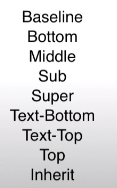 Baseline
Bottom
Middle
Sub
Super
Text-Bottom
Text-Top
Top
Inherit